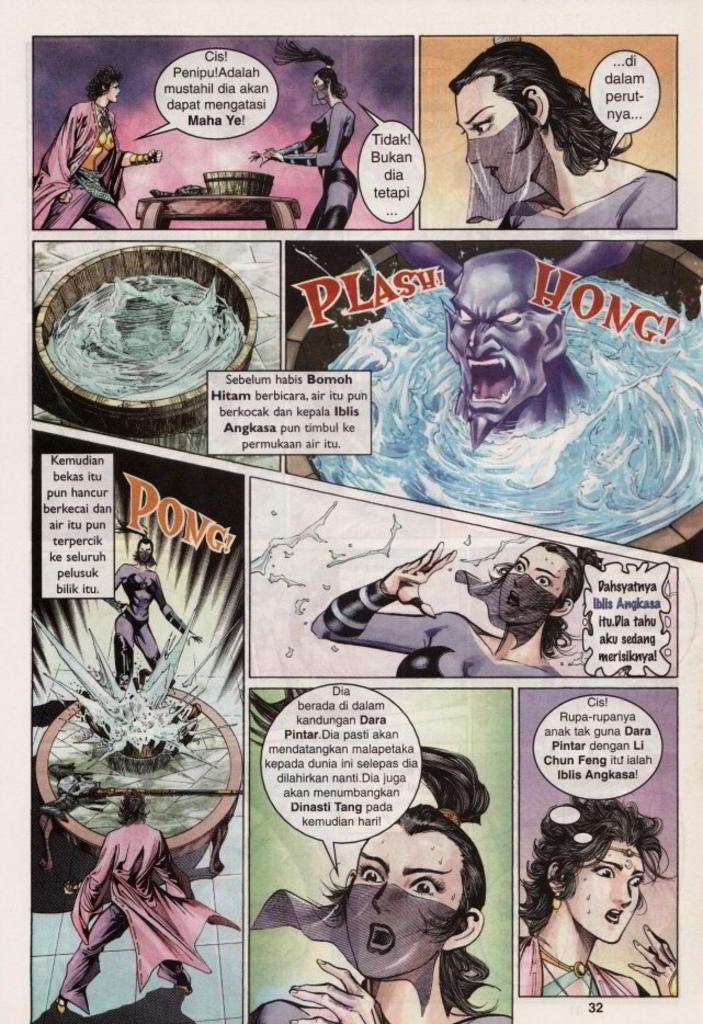 Cis!
Penipu!Adalah
mustahil dia akan
dapat mengatasi
Maha Ye!
Tidak!
Bukan
dia
tetapi
...
...di
dalam
perut-
nya...
PLASH!
HONG!
Sebelum habis Bomoh
Hitam berbicara, air itu pun
berkocak dan kepala Iblis
Angkasa pun timbul ke
permukaan air itu.
Kemudian
bekas itu
pun hancur
berkecai dan
air itu pun
terpercik
ke seluruh
pelusuk
bilik itu.
PONG!
Dahsyatnya
Iblis Angkasa
itu.Dia tahu
aku sedang
merisiknya!
Dia
berada di dalam
kandungan Dara
Pintar.Dia pasti akan
mendatangkan malapetaka
kepada dunia ini selepas dia
dilahirkan nanti.Dia juga
akan menumbangkan
Dinasti Tang pada
kemudian hari!
Cis!
Rupa-rupanya
anak tak guna Dara
Pintar dengan Li
Chun Feng itu ialah
Iblis Angkasa!
32